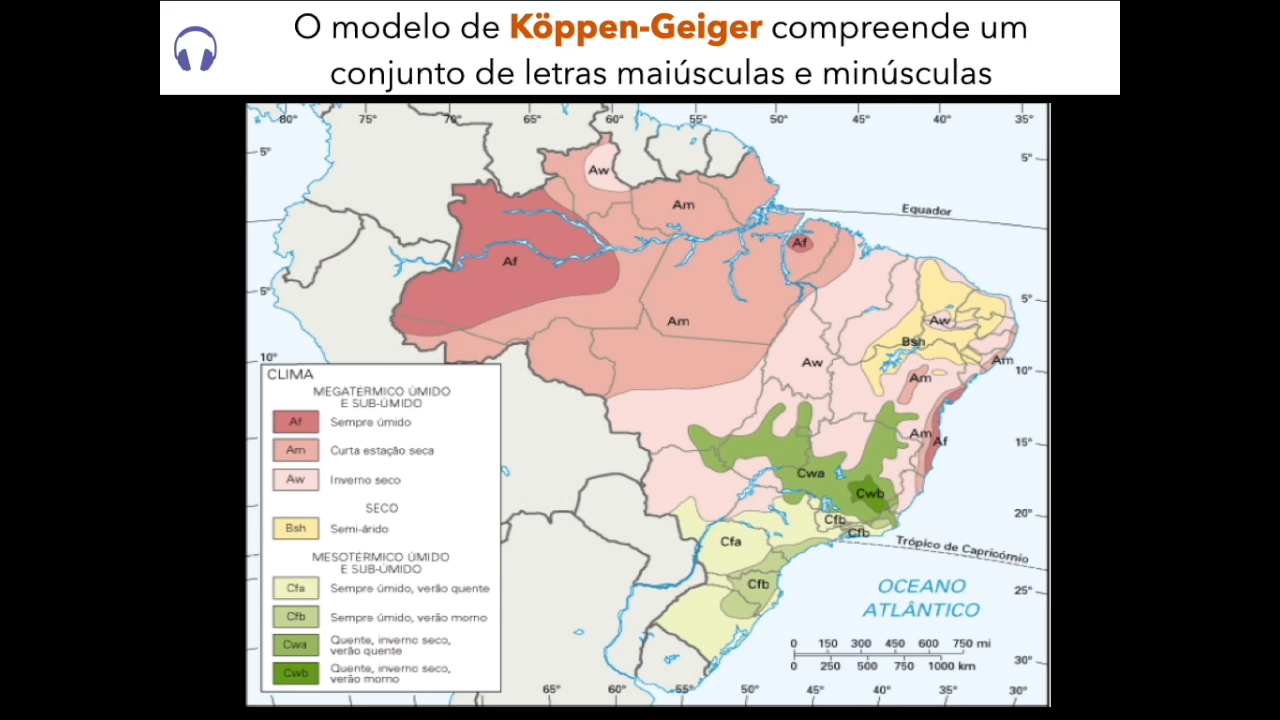 O modelo de Köppen-Geiger compreende um
conjunto de letras maiúsculas e minúsculas
80° 75° 70° 65° 60° 55° 50° 45° 40° 35°
5° 5°
Equador
Aw
Am
Af
Af
5° 5°
Am
Aw
Bsh
Aw
Am
10° 10°
Am
Am
Af
15°
Cwa
Cwb
20°
Cfb
Cfb
Trópico de Capricórnio
Cfa
Cfb
25°
OCEANO
ATLÂNTICO
0 150 300 450 600 750 mi
0 250 500 750 1000 km
30°
65° 60° 55° 50° 45° 40° 35° 30°
CLIMA
MEGATÉRMICO ÚMIDO
E SUB-ÚMIDO
Af Sempre úmido
Am Curta estação seca
Aw Inverno seco
SECO
Bsh Semi-árido
MESOTÉRMICO ÚMIDO
E SUB-ÚMIDO
Cfa Sempre úmido, verão quente
Cfb Sempre úmido, verão morno
Cwa Quente, inverno seco,
verão quente
Cwb Quente, inverno seco,
verão morno